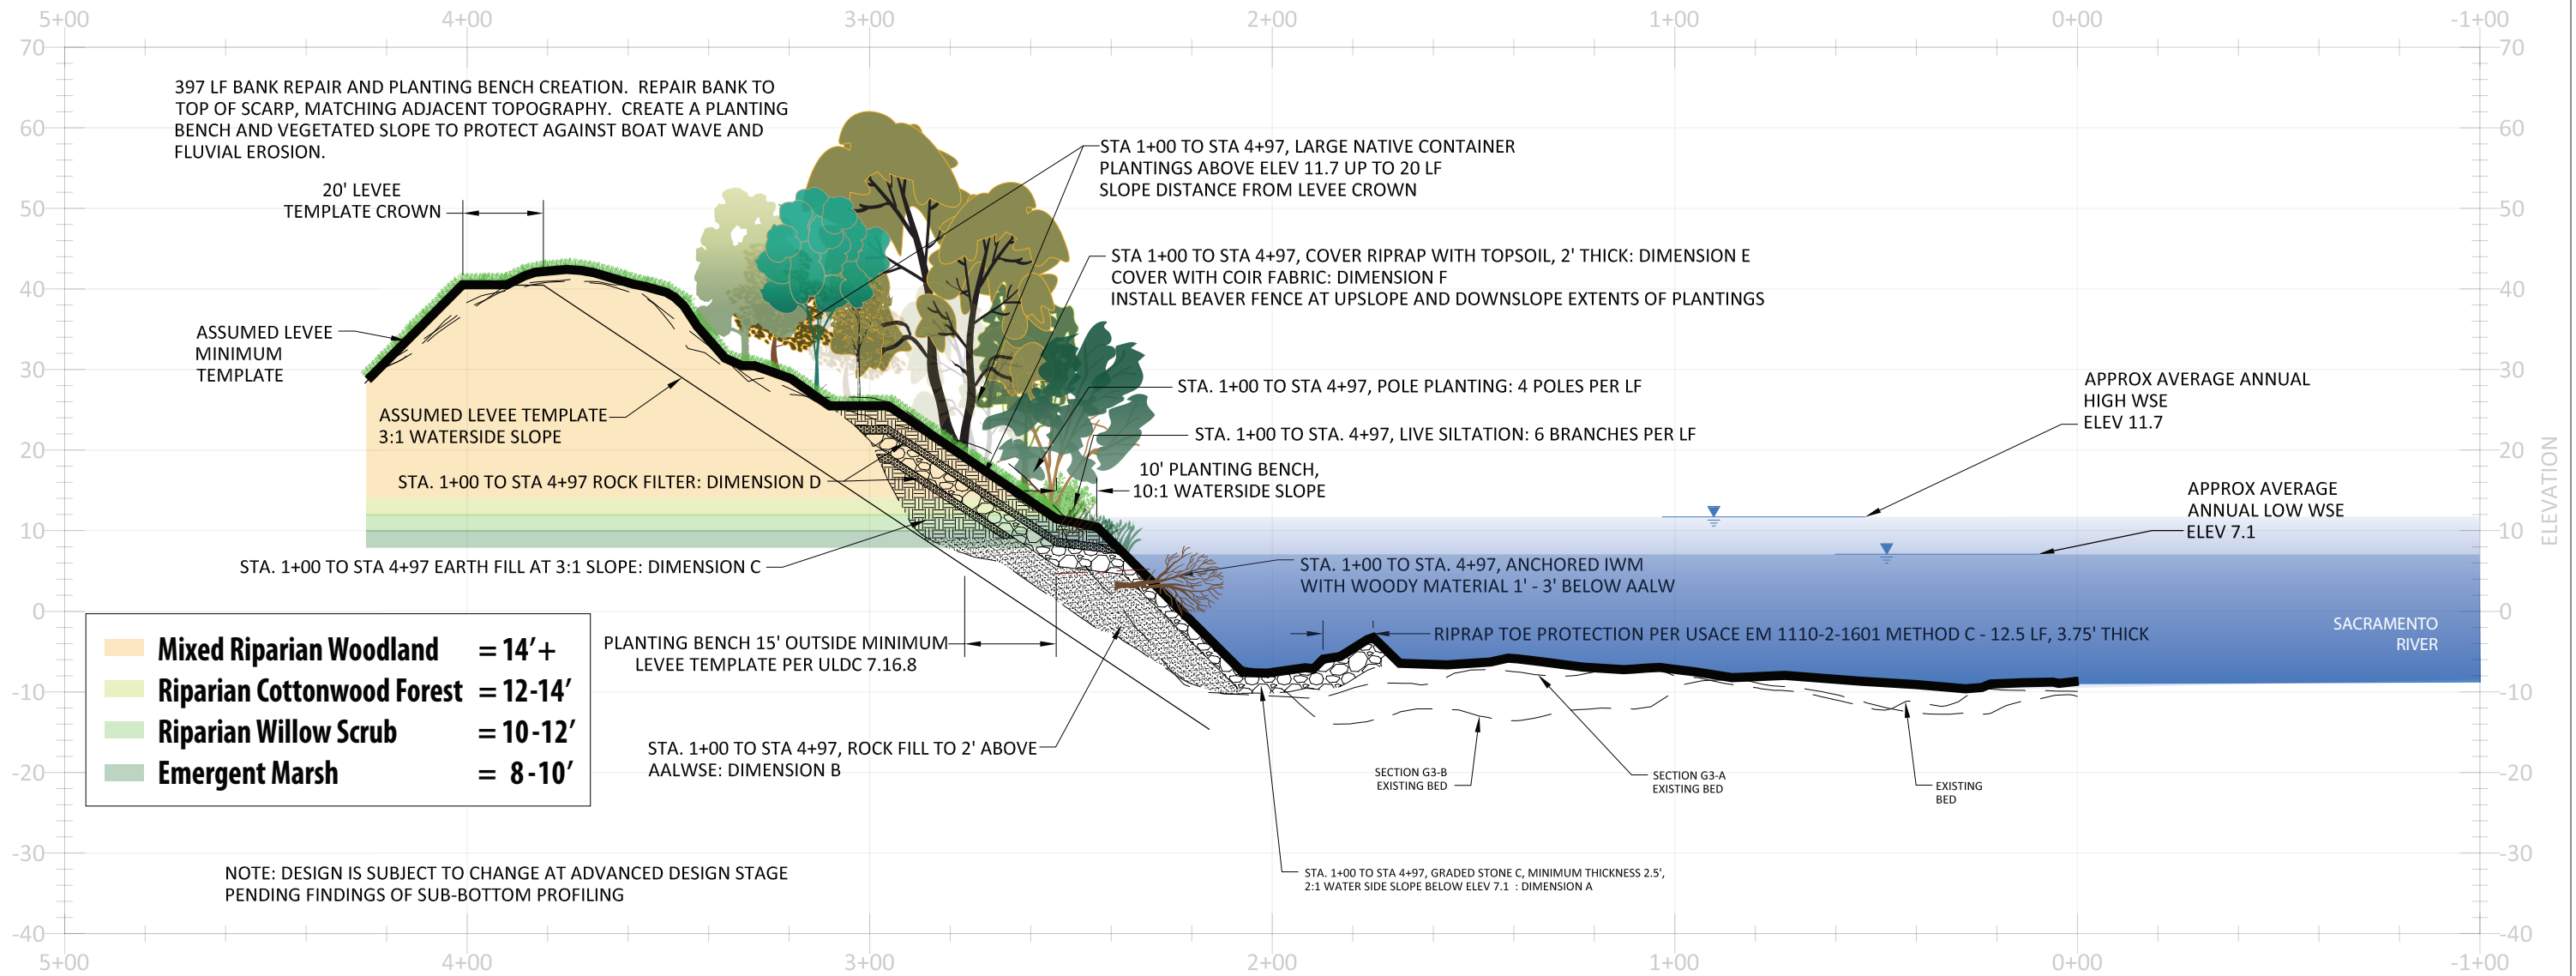 5+00 4+00 3+00 2+00 1+00 0+00 -1+00
70 70
60 60
50 50
40 40
30 30
20 20
10 10
0 0
-10 -10
-20 -20
-30 -30
-40 -40
5+00 4+00 3+00 2+00 1+00 0+00 -1+00
ELEVATION
397 LF BANK REPAIR AND PLANTING BENCH CREATION. REPAIR BANK TO
TOP OF SCARP, MATCHING ADJACENT TOPOGRAPHY. CREATE A PLANTING
BENCH AND VEGETATED SLOPE TO PROTECT AGAINST BOAT WAVE AND
FLUVIAL EROSION.
20' LEVEE
TEMPLATE CROWN
ASSUMED LEVEE
MINIMUM
TEMPLATE
ASSUMED LEVEE TEMPLATE
3:1 WATERSIDE SLOPE
STA. 1+00 TO STA 4+97 ROCK FILTER: DIMENSION D
STA. 1+00 TO STA 4+97 EARTH FILL AT 3:1 SLOPE: DIMENSION C
PLANTING BENCH 15' OUTSIDE MINIMUM
LEVEE TEMPLATE PER ULDC 7.16.8
STA. 1+00 TO STA 4+97, ROCK FILL TO 2' ABOVE
AALWSE: DIMENSION B
Mixed Riparian Woodland = 14'+
Riparian Cottonwood Forest = 12-14'
Riparian Willow Scrub = 10-12'
Emergent Marsh = 8-10'
NOTE: DESIGN IS SUBJECT TO CHANGE AT ADVANCED DESIGN STAGE
PENDING FINDINGS OF SUB-BOTTOM PROFILING
STA 1+00 TO STA 4+97, LARGE NATIVE CONTAINER
PLANTINGS ABOVE ELEV 11.7 UP TO 20 LF
SLOPE DISTANCE FROM LEVEE CROWN
STA 1+00 TO STA 4+97, COVER RIPRAP WITH TOPSOIL, 2' THICK: DIMENSION E
COVER WITH COIR FABRIC: DIMENSION F
INSTALL BEAVER FENCE AT UPSLOPE AND DOWNSLOPE EXTENTS OF PLANTINGS
STA. 1+00 TO STA 4+97, POLE PLANTING: 4 POLES PER LF
STA. 1+00 TO STA. 4+97, LIVE SILTATION: 6 BRANCHES PER LF
10' PLANTING BENCH,
10:1 WATERSIDE SLOPE
APPROX AVERAGE ANNUAL
HIGH WSE
ELEV 11.7
APPROX AVERAGE
ANNUAL LOW WSE
ELEV 7.1
STA. 1+00 TO STA. 4+97, ANCHORED IWM
WITH WOODY MATERIAL 1' - 3' BELOW AALW
RIPRAP TOE PROTECTION PER USACE EM 1110-2-1601 METHOD C - 12.5 LF, 3.75' THICK
SACRAMENTO
RIVER
SECTION G3-B
EXISTING BED
SECTION G3-A
EXISTING BED
EXISTING
BED
STA. 1+00 TO STA 4+97, GRADED STONE C, MINIMUM THICKNESS 2.5',
2:1 WATER SIDE SLOPE BELOW ELEV 7.1 : DIMENSION A